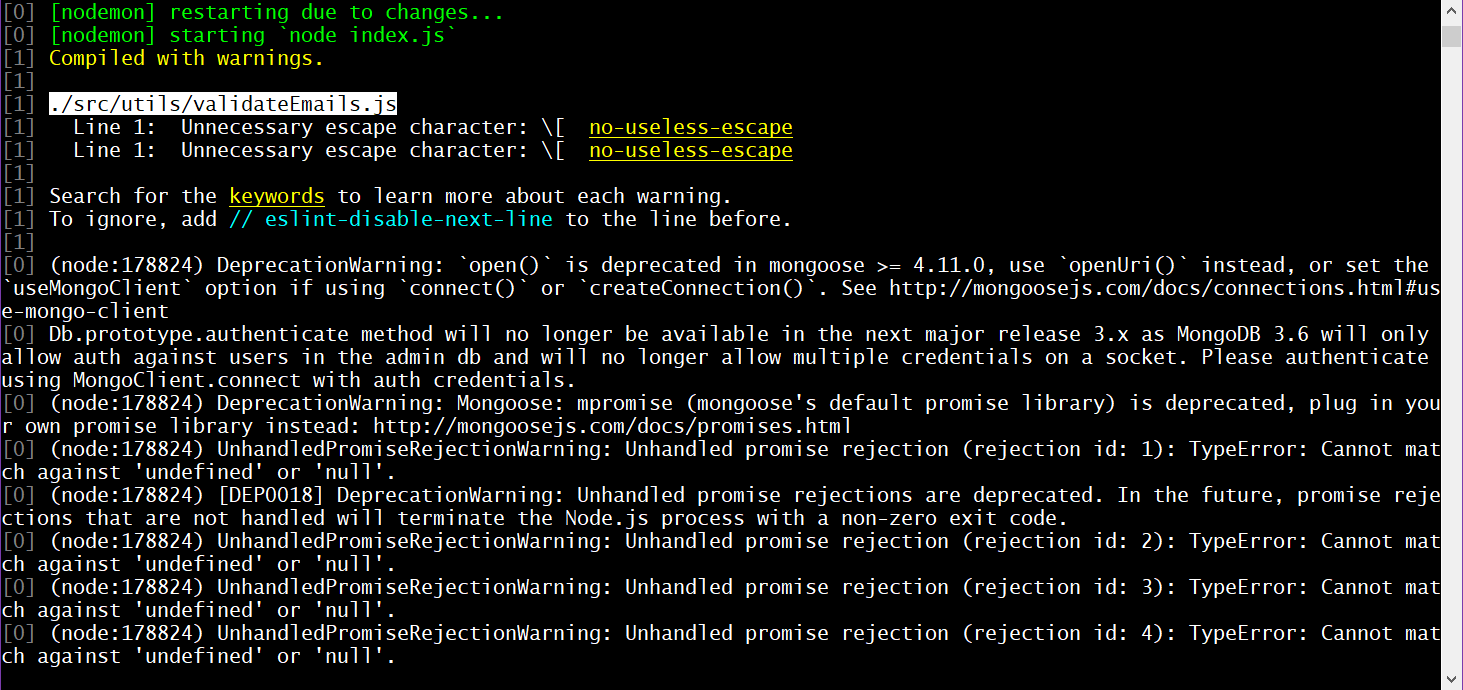 [0] [nodemon] restarting due to changes...
[0] [nodemon] starting `node index.js`
[1] Compiled with warnings.
[1]
[1] ./src/utils/validateEmails.js
[1]   Line 1:  Unnecessary escape character: \[  no-useless-escape
[1]   Line 1:  Unnecessary escape character: \[  no-useless-escape
[1]
[1] Search for the keywords to learn more about each warning.
[1] To ignore, add // eslint-disable-next-line to the line before.
[1]
[0] (node:178824) DeprecationWarning: `open()` is deprecated in mongoose >= 4.11.0, use `openUri()` instead, or set the
`useMongoClient` option if using `connect()` or `createConnection()`. See http://mongoosejs.com/docs/connections.html#us
e-mongo-client
[0] Db.prototype.authenticate method will no longer be available in the next major release 3.x as MongoDB 3.6 will only
allow auth against users in the admin db and will no longer allow multiple credentials on a socket. Please authenticate
using MongoClient.connect with auth credentials.
[0] (node:178824) DeprecationWarning: Mongoose: mpromise (mongoose's default promise library) is deprecated, plug in you
r own promise library instead: http://mongoosejs.com/docs/promises.html
[0] (node:178824) UnhandledPromiseRejectionWarning: Unhandled promise rejection (rejection id: 1): TypeError: Cannot mat
ch against 'undefined' or 'null'.
[0] (node:178824) [DEP0018] DeprecationWarning: Unhandled promise rejections are deprecated. In the future, promise reje
ctions that are not handled will terminate the Node.js process with a non-zero exit code.
[0] (node:178824) UnhandledPromiseRejectionWarning: Unhandled promise rejection (rejection id: 2): TypeError: Cannot mat
ch against 'undefined' or 'null'.
[0] (node:178824) UnhandledPromiseRejectionWarning: Unhandled promise rejection (rejection id: 3): TypeError: Cannot mat
ch against 'undefined' or 'null'.
[0] (node:178824) UnhandledPromiseRejectionWarning: Unhandled promise rejection (rejection id: 4): TypeError: Cannot mat
ch against 'undefined' or 'null'.